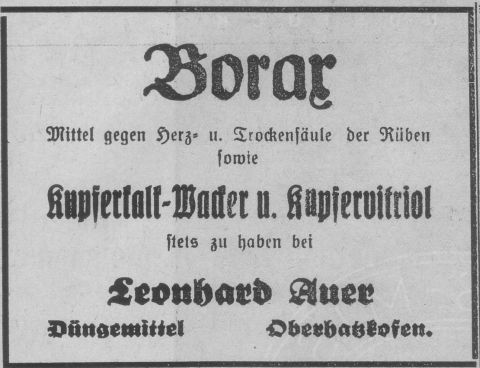 Borax
Mittel gegen Herz- u. Trockenfäule der Rüben
sowie
Kupferkalk-Wacker u. Kupfervitriol
stets zu haben bei
Leonhard Auer
Düngemittel Oberhatzkofen.